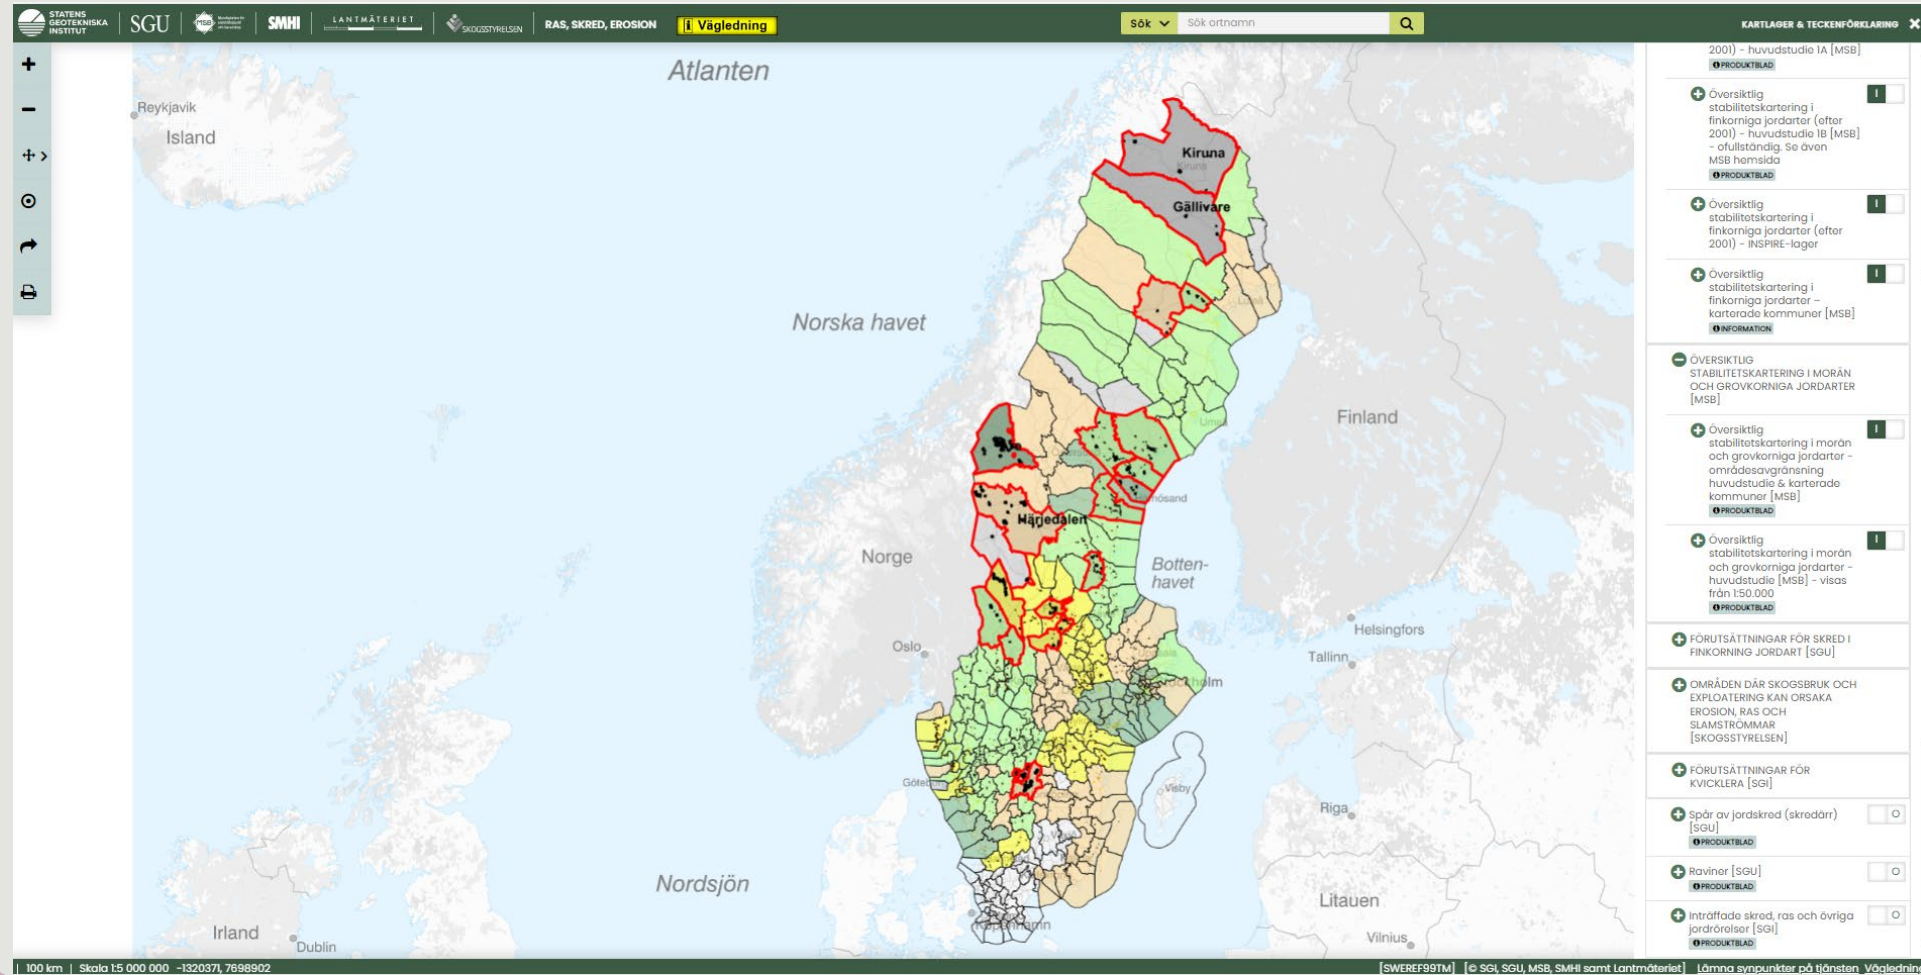 STATENS
GEOTEKNISKA
INSTITUT
SGU
MSB
SMHI
LANTMÄTERIET
SKOGSSTYRELSEN
RAS, SKRED, EROSION
Vägledning
Sök
Sök ortnamn
KARTLAGER & TECKENFÖRKLARING
2001) - huvudstudie 1A [MSB]
PRODUKTBLAD
Översiktlig
stabilitetskartering i
finkorniga jordarter (efter
2001) - huvudstudie 1B [MSB]
- ofullständig. Se även
MSB hemsida
PRODUKTBLAD
Översiktlig
stabilitetskartering i
finkorniga jordarter (efter
2001) - INSPIRE-lager
Översiktlig
stabilitetskartering i
finkorniga jordarter –
karterade kommuner [MSB]
INFORMATION
ÖVERSIKTLIG
STABILITETSKARTERING I MORÄN
OCH GROVKORNIGA JORDARTER
[MSB]
Översiktlig
stabilitetskartering i morän
och grovkorniga jordarter -
områdesavgränsning
huvudstudie & karterade
kommuner [MSB]
PRODUKTBLAD
Översiktlig
stabilitetskartering i morän
och grovkorniga jordarter -
huvudstudie [MSB] - visas
från 1:50.000
PRODUKTBLAD
FÖRUTSÄTTNINGAR FÖR SKRED I
FINKORNING JORDART [SGU]
OMRÅDEN DÄR SKOGSBRUK OCH
EXPLOATERING KAN ORSAKA
EROSION, RAS OCH
SLAMSTRÖMMAR
[SKOGSSTYRELSEN]
FÖRUTSÄTTNINGAR FÖR
KVICKLERA [SGI]
Spår av jordskred (skredärr)
[SGU]
PRODUKTBLAD
Raviner [SGU]
PRODUKTBLAD
Inträffade skred, ras och övriga
jordrörelser [SGI]
PRODUKTBLAD
Atlanten
Reykjavik
Island
Kiruna
Kiruna
Gällivare
Luleå
Norska havet
Finland
Umeå
Härjedalen
Norge
Botten-
havet
Helsingfors
Oslo
Tallinn
Göteborg
Visby
Riga
Nordsjön
Litauen
Irland
Dublin
Vilnius
100 km | Skala 1:5 000 000 -1320371, 7698902
[SWEREF99TM] [© SGI, SGU, MSB, SMHI samt Lantmäteriet] Lämna synpunkter på tjänsten Vägledning